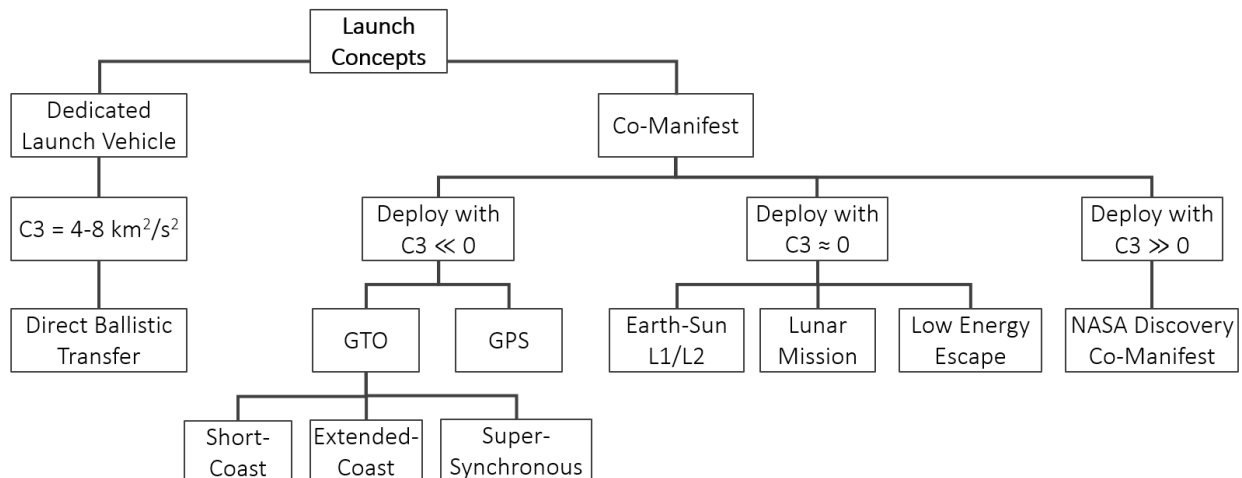 Launch
Concepts
Dedicated
Launch Vehicle
Co-Manifest
C3 = 4-8 km²/s²
Deploy with
C3 ≪ 0
Deploy with
C3 ≈ 0
Deploy with
C3 ≫ 0
Direct Ballistic
Transfer
GTO
GPS
Earth-Sun
L1/L2
Lunar
Mission
Low Energy
Escape
NASA Discovery
Co-Manifest
Short-
Coast
Extended-
Coast
Super-
Synchronous